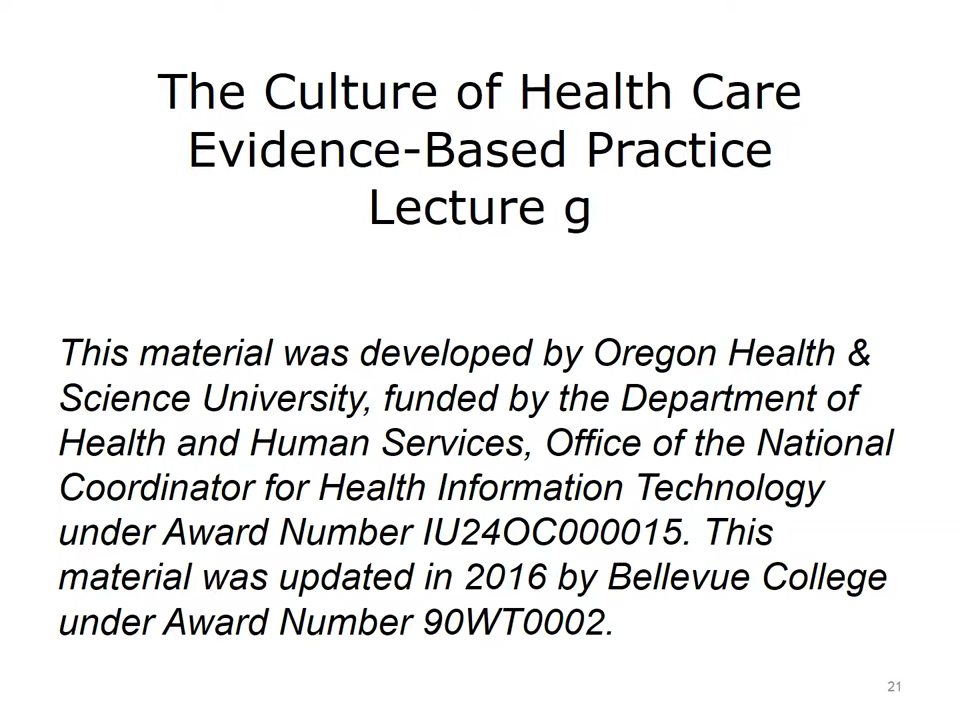 The Culture of Health Care
Evidence-Based Practice
Lecture g
This material was developed by Oregon Health &
Science University, funded by the Department of
Health and Human Services, Office of the National
Coordinator for Health Information Technology
under Award Number IU24OC000015. This
material was updated in 2016 by Bellevue College
under Award Number 90WT0002.
21